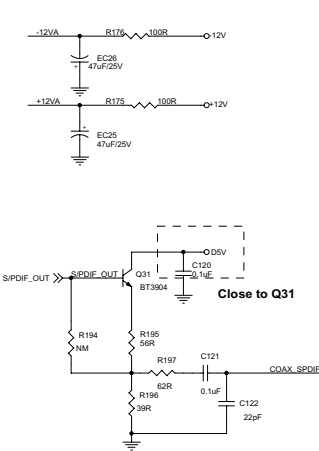 -12VA R176 100R -12V
EC26
+
47uF/25V
+12VA R175 100R +12V
+
EC25
47uF/25V
D5V
C120
0.1uF
S/PDIF_OUT S/PDIF_OUT Q31
BT3904
Close to Q31
R194
NM
R195
56R
R197
62R
C121
0.1uF
COAX_SPDIF
R196
39R
C122
22pF